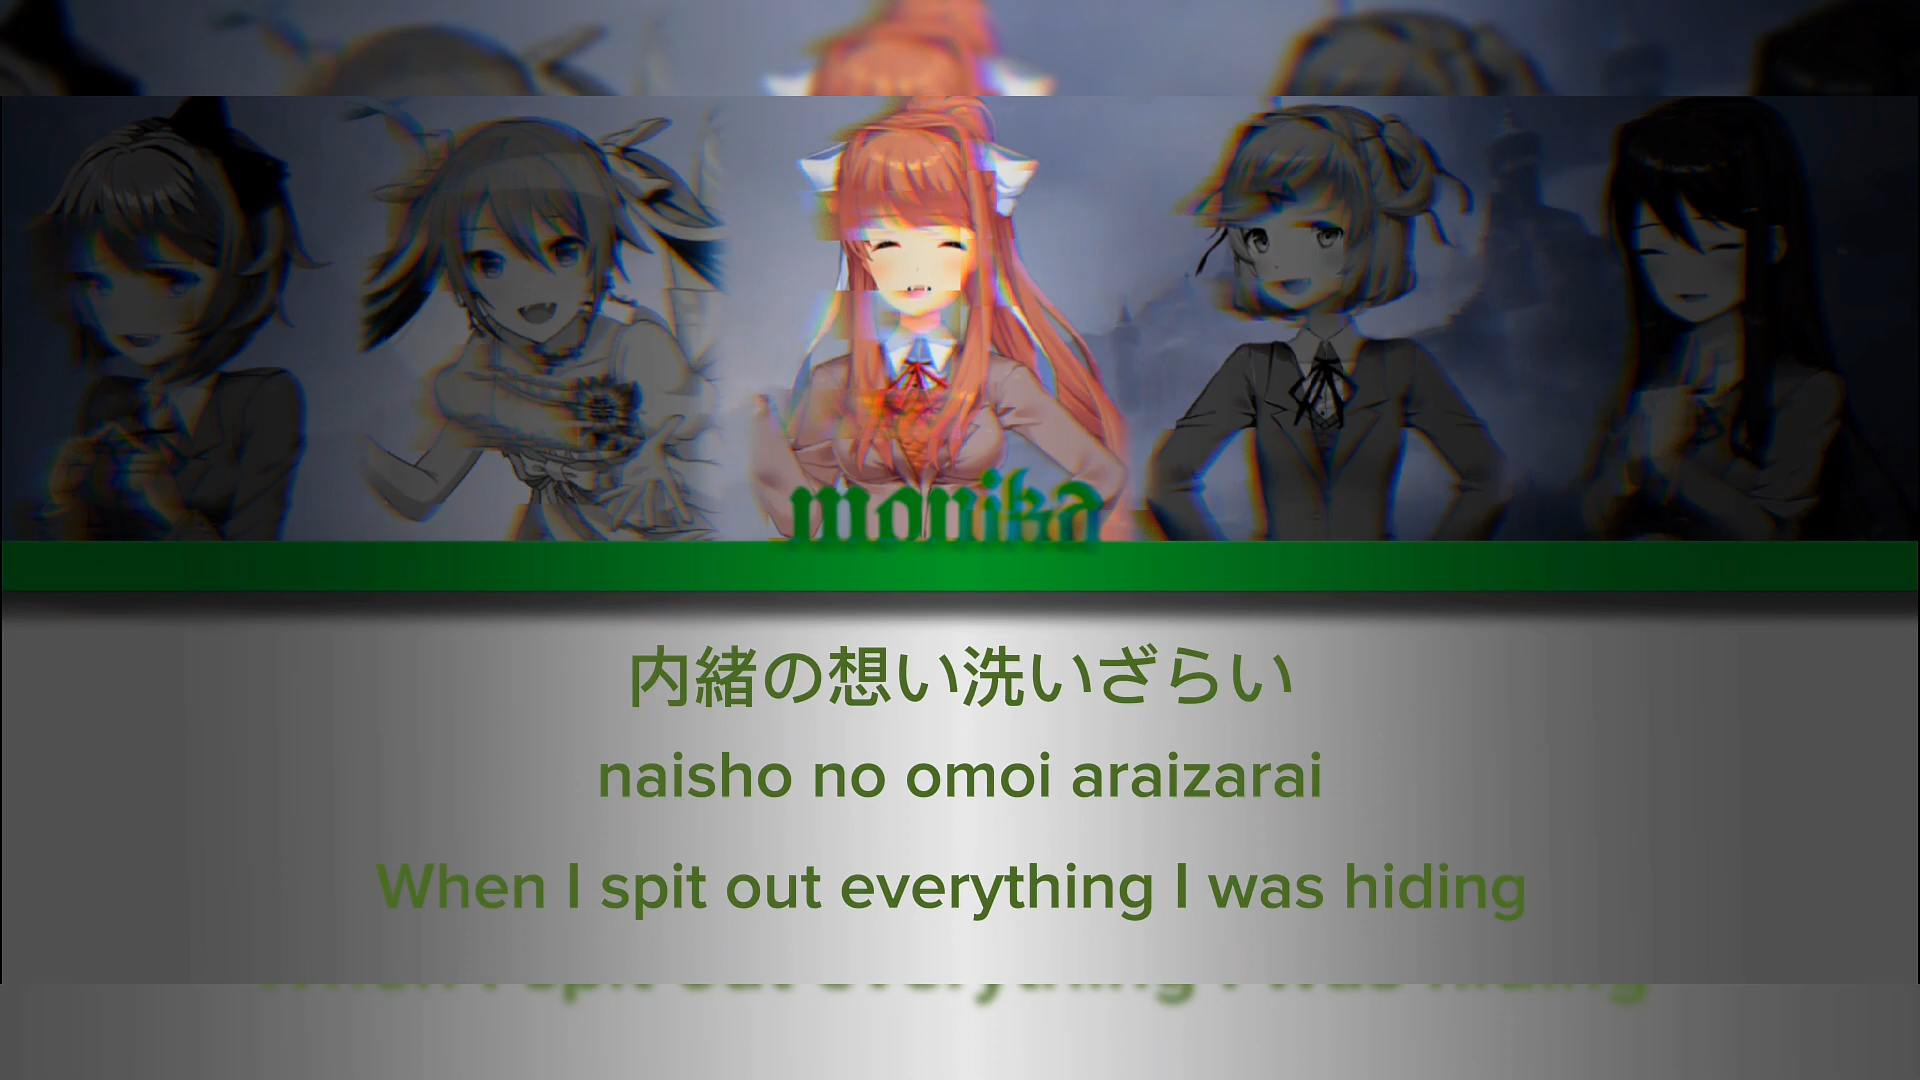 monika
内緒の想い洗いざらい
naisho no omoi araizarai
When I spit out everything I was hiding